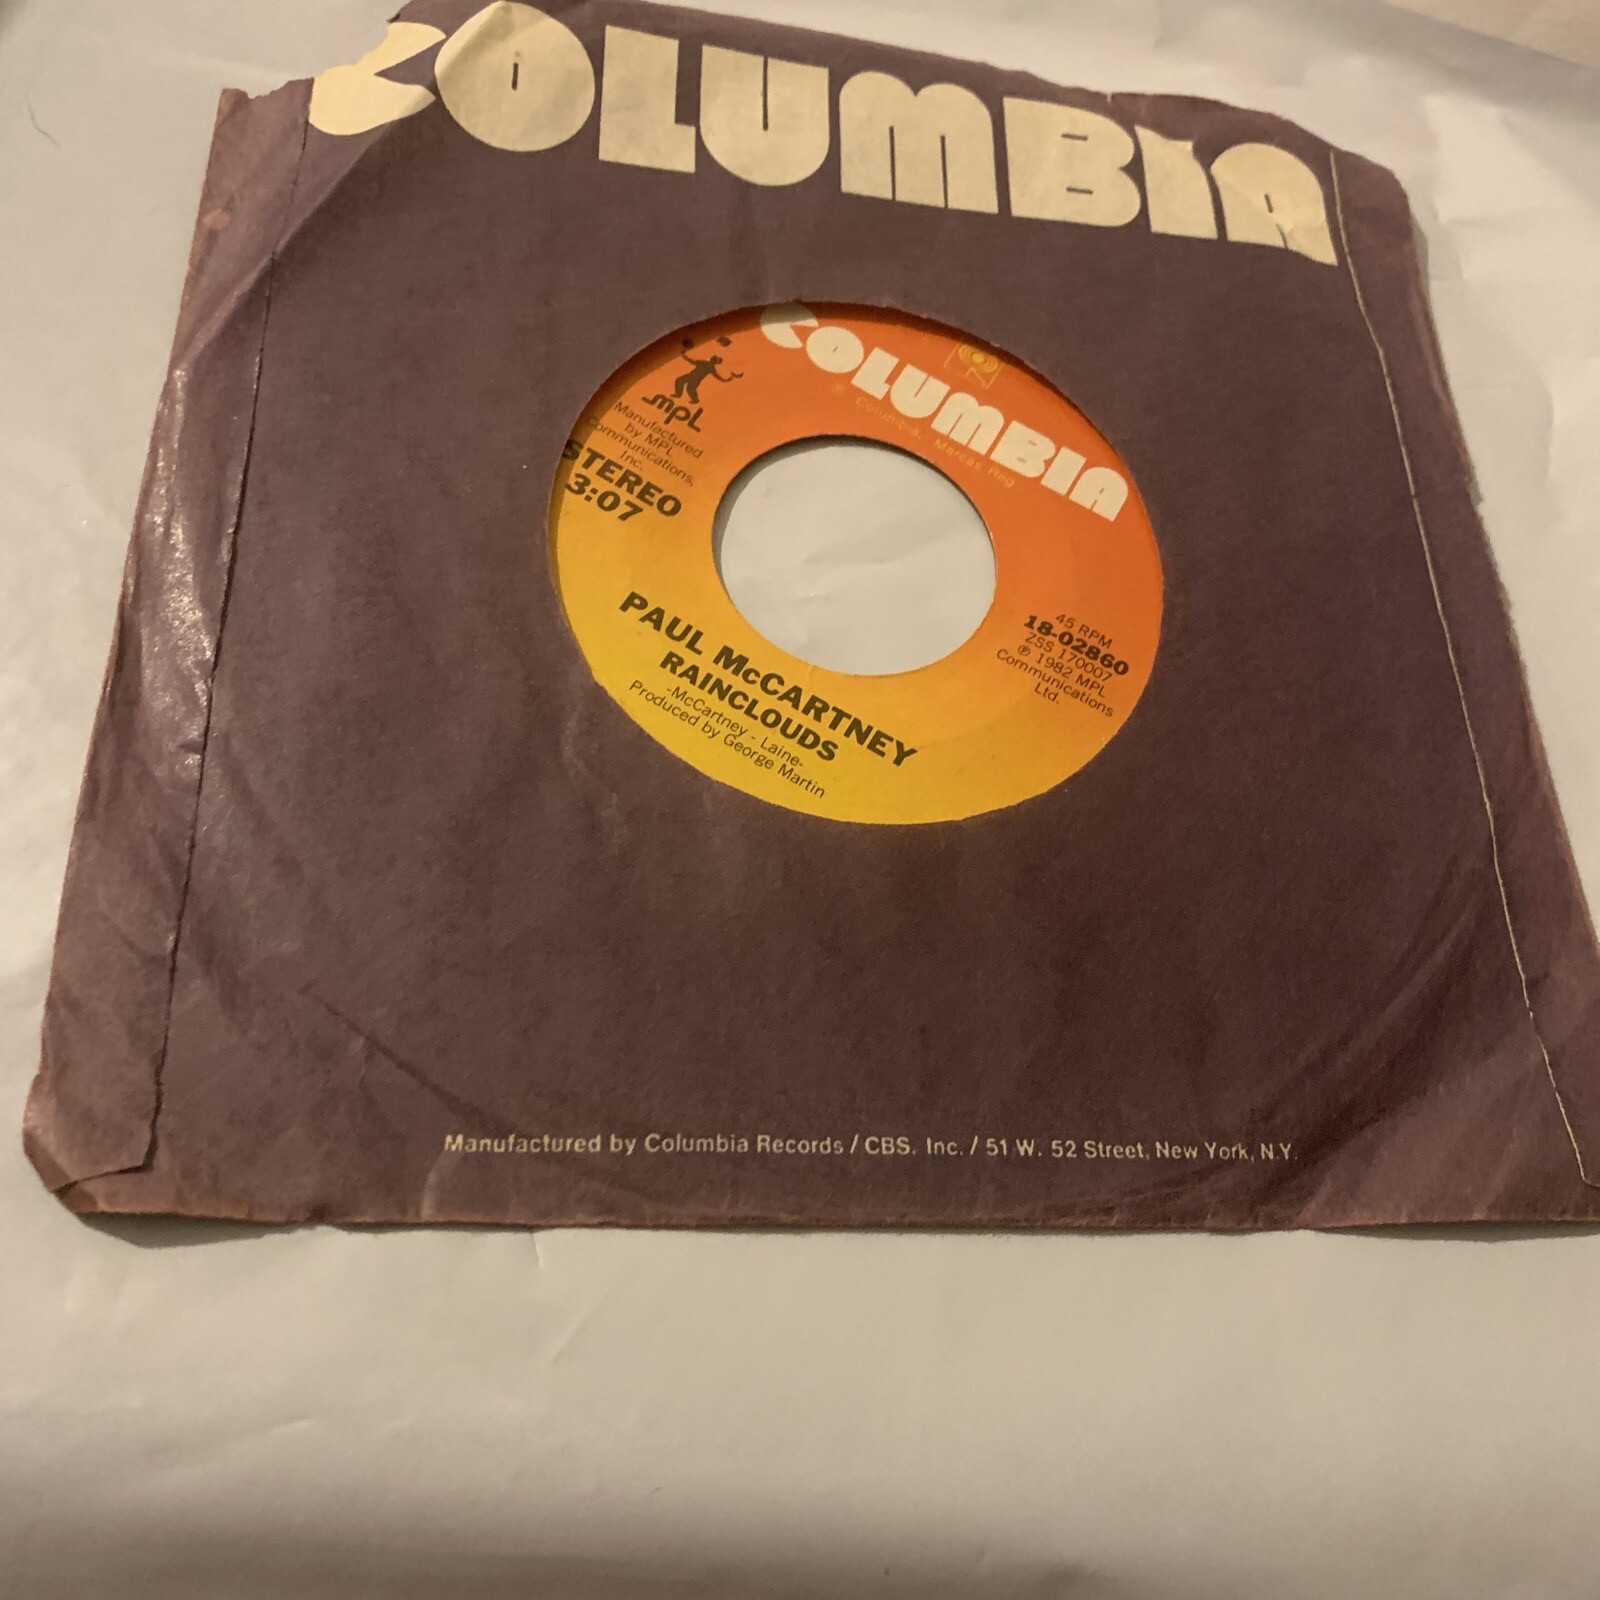 COLUMBIA
COLUMBIA
® Columbia, Marcas Reg
mpL
Manufactured
by MPL
Communications,
Inc.
STEREO
3:07
45 RPM
18-02860
ZSS 170007
℗ 1982 MPL
Communications
Ltd.
PAUL McCARTNEY
RAINCLOUDS
-McCartney - Laine-
Produced by George Martin
Manufactured by Columbia Records / CBS. Inc. / 51 W. 52 Street, New York, N.Y.